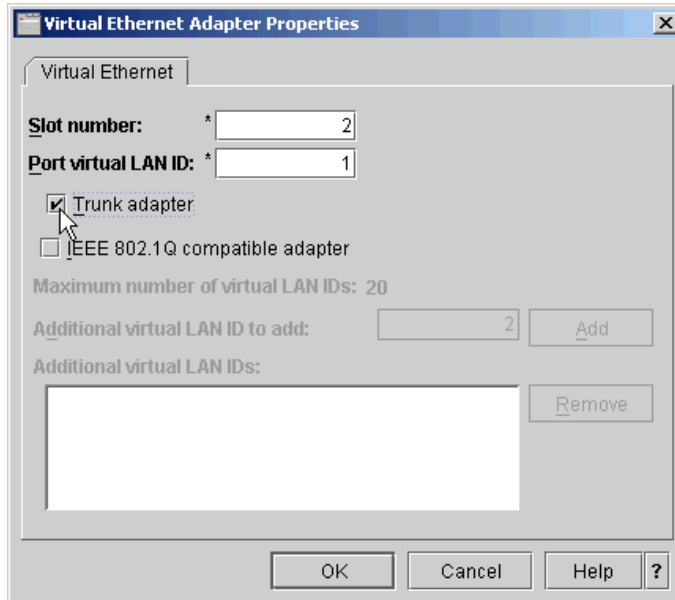 Virtual Ethernet Adapter Properties
Virtual Ethernet
Slot number: * 2
Port virtual LAN ID: * 1
Trunk adapter
IEEE 802.1Q compatible adapter
Maximum number of virtual LAN IDs: 20
Additional virtual LAN ID to add: 2 Add
Additional virtual LAN IDs:
Remove
OK Cancel Help ?